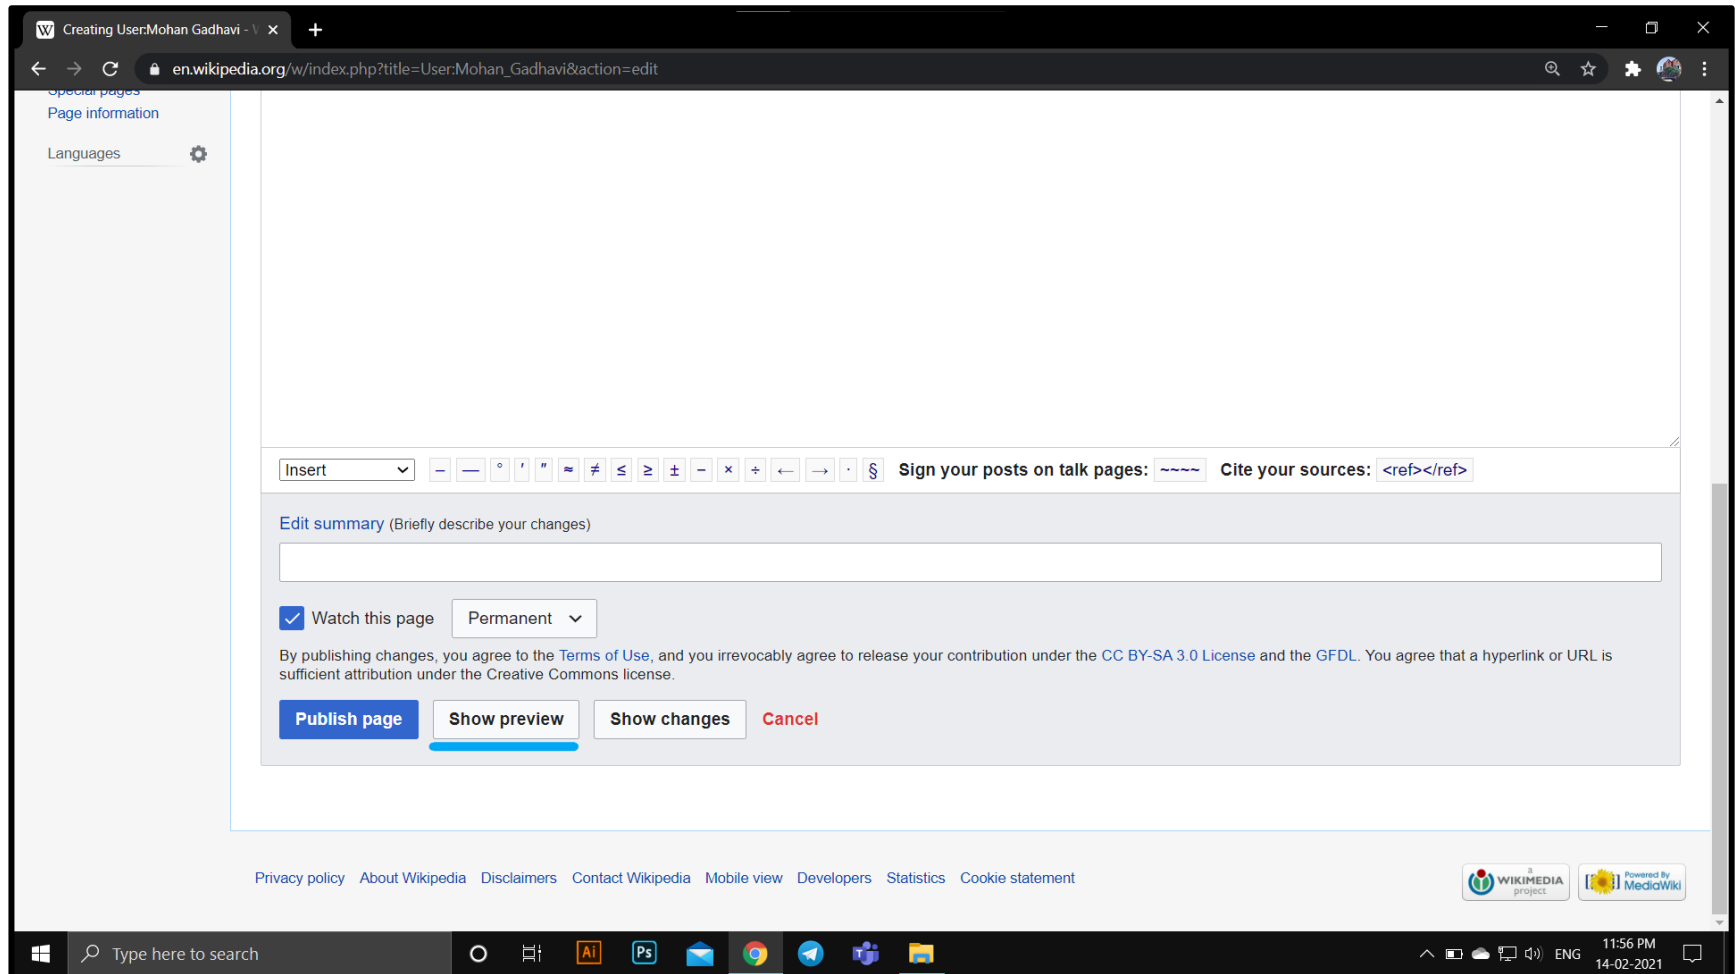 Creating User:Mohan Gadhavi - W
en.wikipedia.org/w/index.php?title=User:Mohan_Gadhavi&action=edit
Special pages
Page information
Languages
Insert – — ° ′ ″ ≈ ≠ ≤ ≥ ± − × ÷ ← → · § Sign your posts on talk pages: ~~~~ Cite your sources: <ref></ref>
Edit summary (Briefly describe your changes)
Watch this page Permanent
By publishing changes, you agree to the Terms of Use, and you irrevocably agree to release your contribution under the CC BY-SA 3.0 License and the GFDL. You agree that a hyperlink or URL is
sufficient attribution under the Creative Commons license.
Publish page Show preview Show changes Cancel
Privacy policy About Wikipedia Disclaimers Contact Wikipedia Mobile view Developers Statistics Cookie statement
a WIKIMEDIA project
Powered By MediaWiki
Type here to search
Ai
Ps
ENG
11:56 PM
14-02-2021